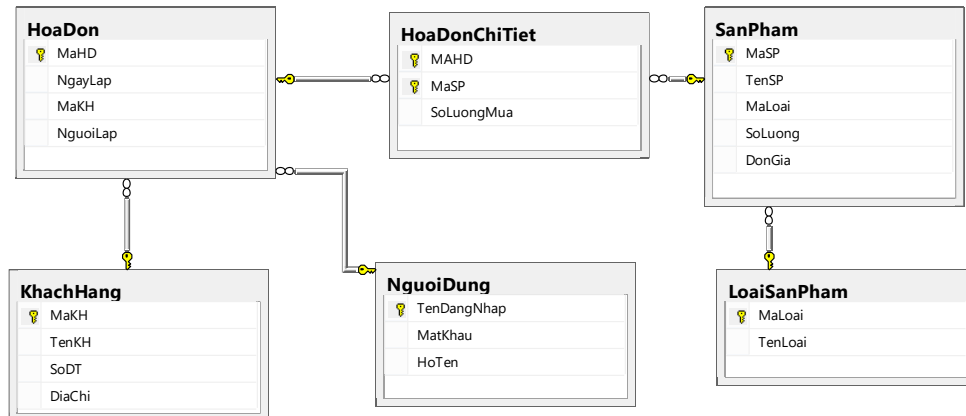 HoaDon
MaHD
NgayLap
MaKH
NguoiLap
HoaDonChiTiet
MAHD
MaSP
SoLuongMua
SanPham
MaSP
TenSP
MaLoai
SoLuong
DonGia
KhachHang
MaKH
TenKH
SoDT
DiaChi
NguoiDung
TenDangNhap
MatKhau
HoTen
LoaiSanPham
MaLoai
TenLoai